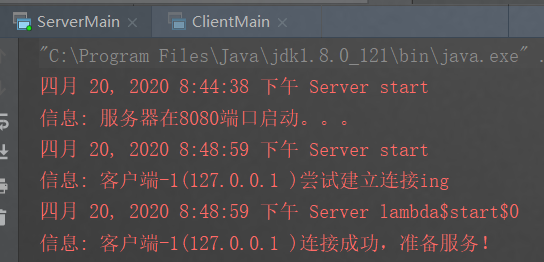 ServerMain × ClientMain ×
"C:\Program Files\Java\jdk1.8.0_121\bin\java.exe" .
四月 20, 2020 8:44:38 下午 Server start
信息: 服务器在8080端口启动。。。
四月 20, 2020 8:48:59 下午 Server start
信息: 客户端-1(127.0.0.1 )尝试建立连接ing
四月 20, 2020 8:48:59 下午 Server lambda$start$0
信息: 客户端-1(127.0.0.1 )连接成功，准备服务！